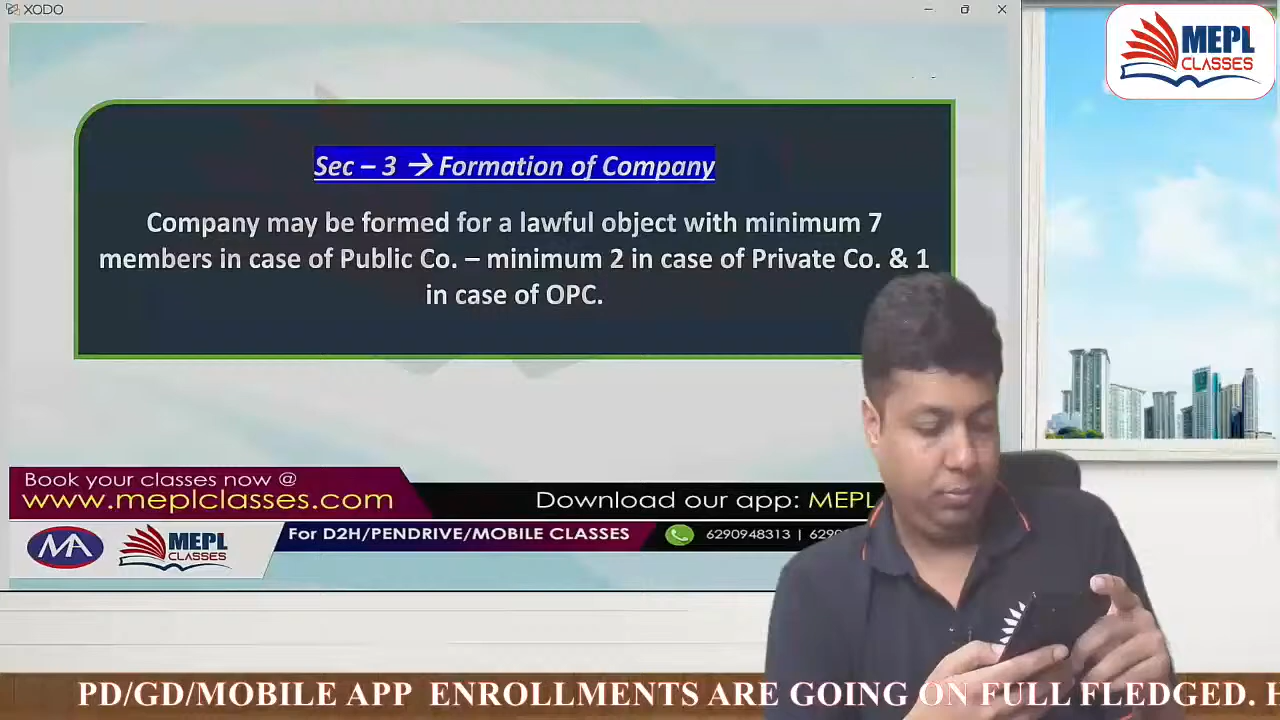 XODO
MEPL
CLASSES
Sec – 3 → Formation of Company
Company may be formed for a lawful object with minimum 7
members in case of Public Co. – minimum 2 in case of Private Co. & 1
in case of OPC.
Book your classes now @
www.meplclasses.com
Download our app: MEPL
For D2H/PENDRIVE/MOBILE CLASSES
6290948313 | 6290
MA
MEPL
CLASSES
PD/GD/MOBILE APP ENROLLMENTS ARE GOING ON FULL FLEDGED. H